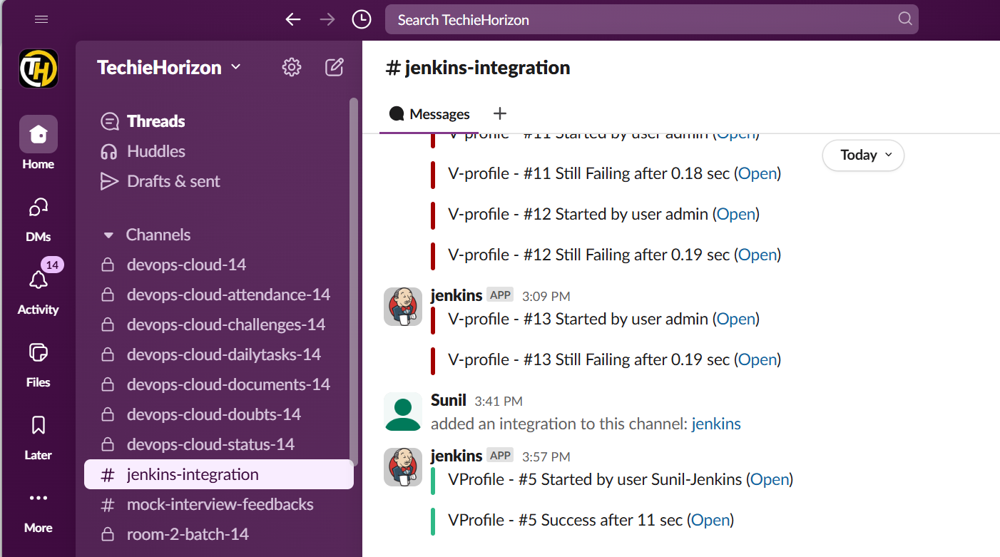 Search TechieHorizon
TH
TechieHorizon
Home
DMs
14
Activity
Files
Later
More
Threads
Huddles
Drafts & sent
Channels
devops-cloud-14
devops-cloud-attendance-14
devops-cloud-challenges-14
devops-cloud-dailytasks-14
devops-cloud-documents-14
devops-cloud-doubts-14
devops-cloud-status-14
# jenkins-integration
# mock-interview-feedbacks
room-2-batch-14
# jenkins-integration
Messages +
V-profile - #11 Started by user admin (Open)
Today
V-profile - #11 Still Failing after 0.18 sec (Open)
V-profile - #12 Started by user admin (Open)
V-profile - #12 Still Failing after 0.19 sec (Open)
jenkins APP 3:09 PM
V-profile - #13 Started by user admin (Open)
V-profile - #13 Still Failing after 0.19 sec (Open)
Sunil 3:41 PM
added an integration to this channel: jenkins
jenkins APP 3:57 PM
VProfile - #5 Started by user Sunil-Jenkins (Open)
VProfile - #5 Success after 11 sec (Open)